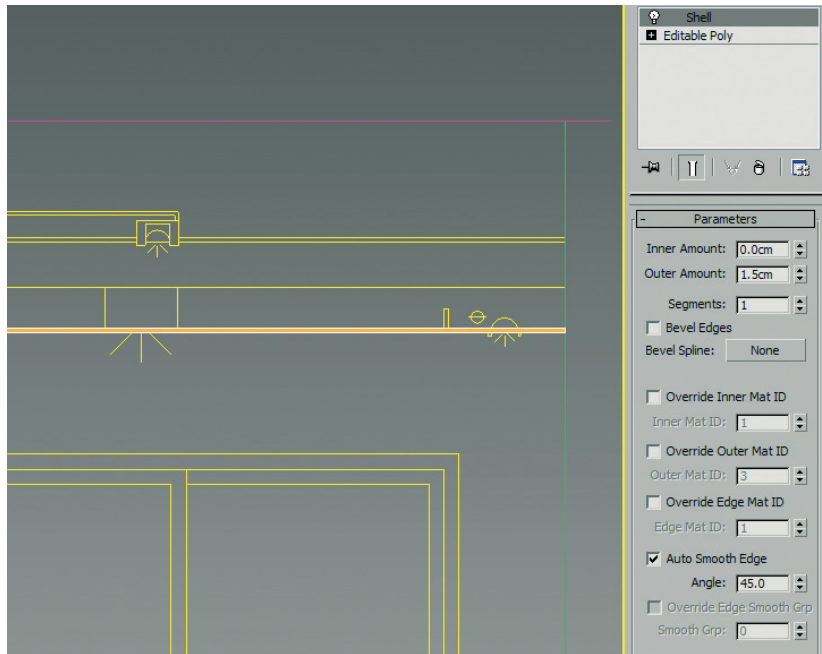 Shell
Editable Poly
- Parameters
Inner Amount: 0.0cm
Outer Amount: 1.5cm
Segments: 1
Bevel Edges
Bevel Spline: None
Override Inner Mat ID
Inner Mat ID: 1
Override Outer Mat ID
Outer Mat ID: 3
Override Edge Mat ID
Edge Mat ID: 1
Auto Smooth Edge
Angle: 45.0
Override Edge Smooth Grp
Smooth Grp: 0